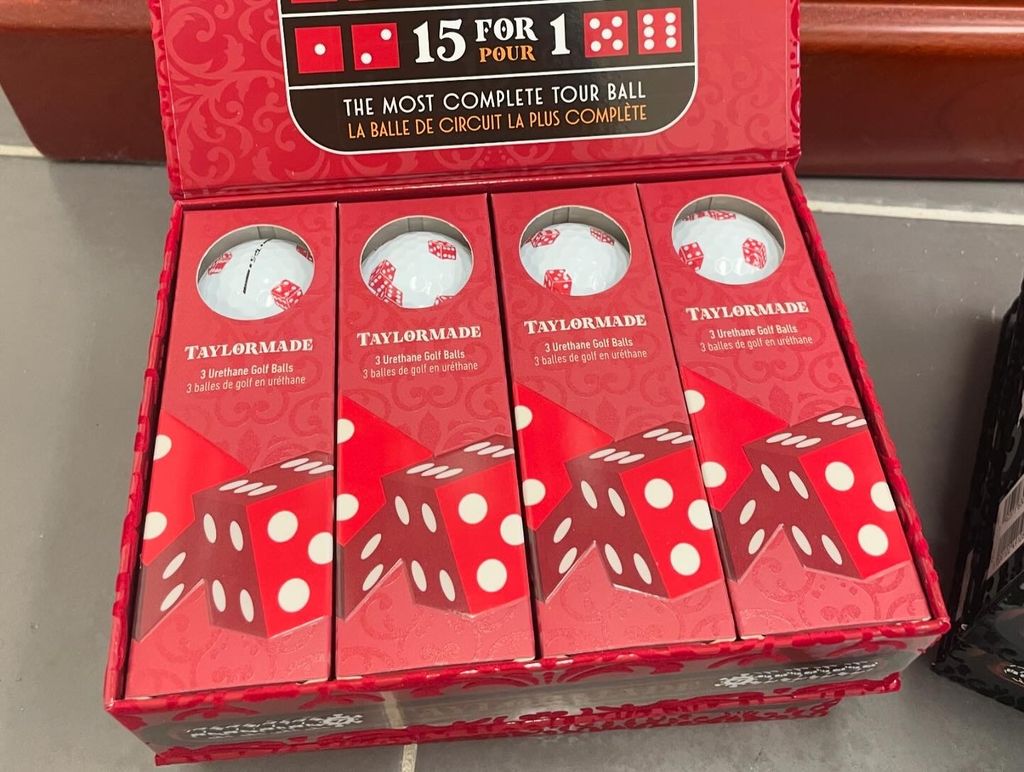 15 FOR POUR 1
THE MOST COMPLETE TOUR BALL
LA BALLE DE CIRCUIT LA PLUS COMPLÈTE
TAYLORMADE
3 Urethane Golf Balls
3 balles de golf en uréthane
TAYLORMADE
3 Urethane Golf Balls
3 balles de golf en uréthane
TAYLORMADE
3 Urethane Golf Balls
3 balles de golf en uréthane
TAYLORMADE
3 Urethane Golf Balls
3 balles de golf en uréthane